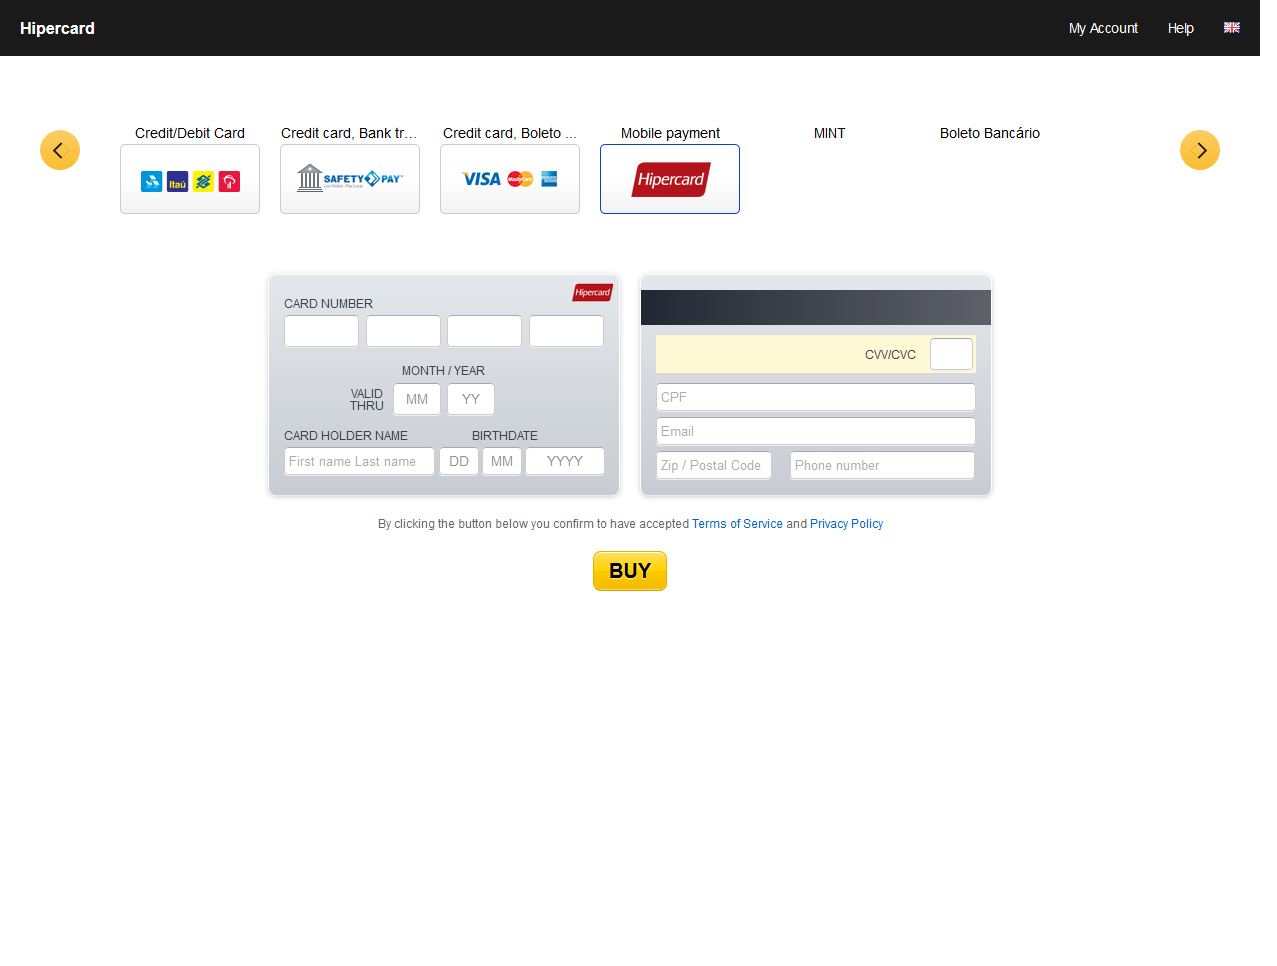 Hipercard
My Account
Help
Credit/Debit Card
Credit card, Bank tr...
Credit card, Boleto ...
Mobile payment
MINT
Boleto Bancário
Itaú
SAFETY PAY™
VISA
MasterCard
Hipercard
Hipercard
CARD NUMBER
MONTH / YEAR
VALID THRU
MM
YY
CARD HOLDER NAME
BIRTHDATE
First name Last name
DD
MM
YYYY
CVV/CVC
CPF
Email
Zip / Postal Code
Phone number
By clicking the button below you confirm to have accepted Terms of Service and Privacy Policy
BUY